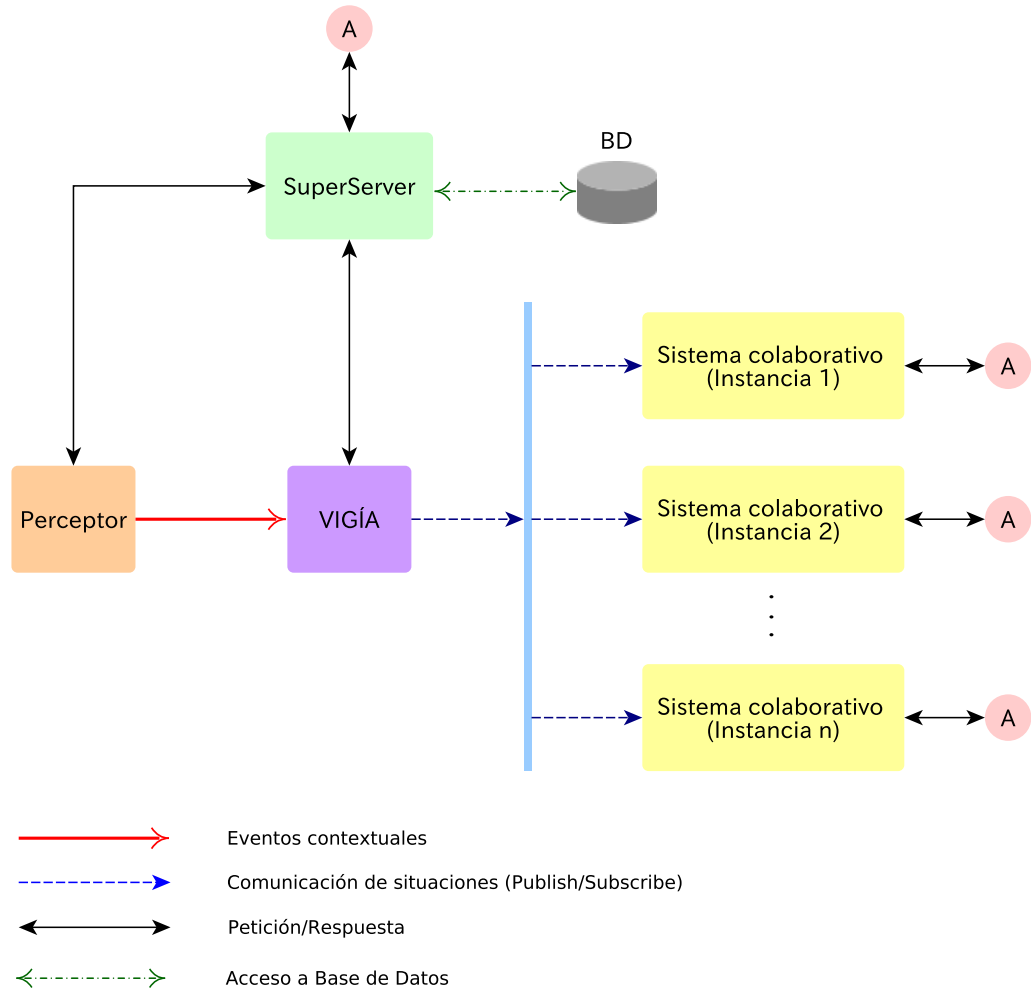 A
BD
SuperServer
Sistema colaborativo
(Instancia 1)
A
Perceptor
VIGÍA
Sistema colaborativo
(Instancia 2)
A
Sistema colaborativo
(Instancia n)
A
Eventos contextuales
Comunicación de situaciones (Publish/Subscribe)
Petición/Respuesta
Acceso a Base de Datos